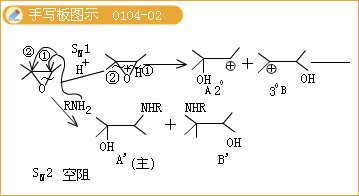 手写板图示 0104-02
② ① SN1 H+ O O H ② ① OH ⊕ A 2° + ⊕ OH 3° B
RNH2
NHR OH A' (主) + NHR OH B'
SN2 空阻